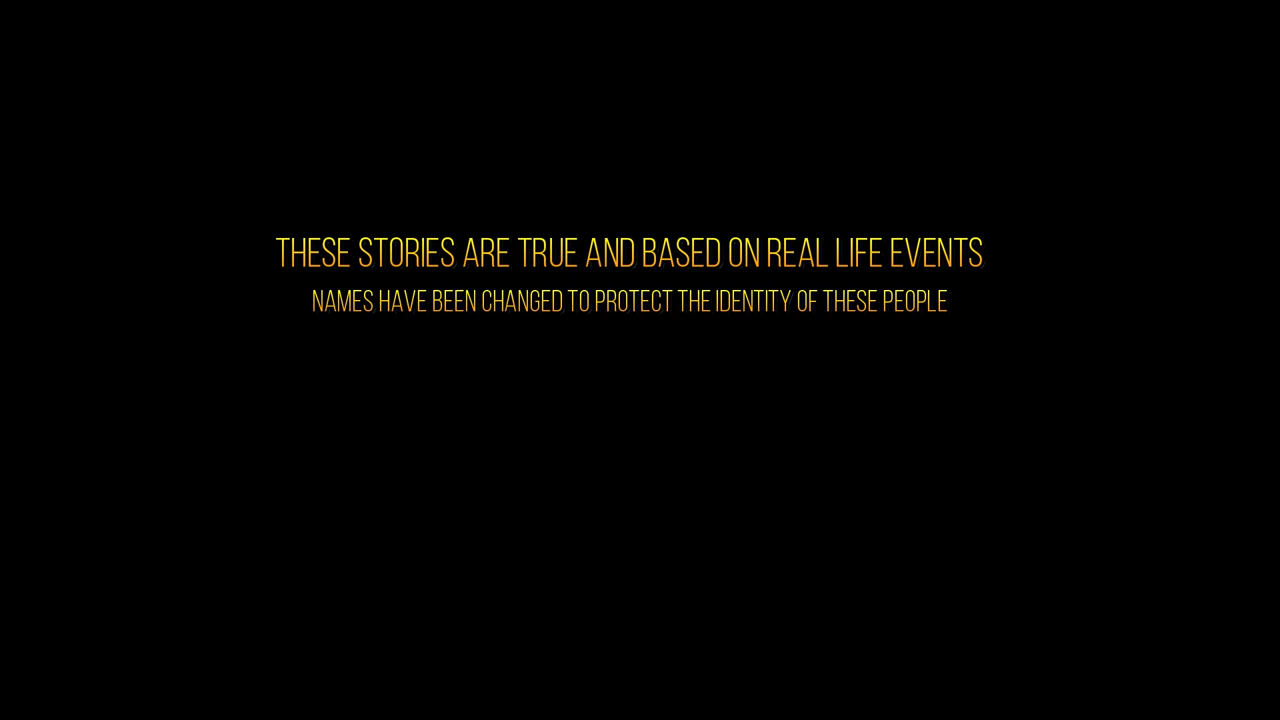 THESE STORIES ARE TRUE AND BASED ON REAL LIFE EVENTS
NAMES HAVE BEEN CHANGED TO PROTECT THE IDENTITY OF THESE PEOPLE